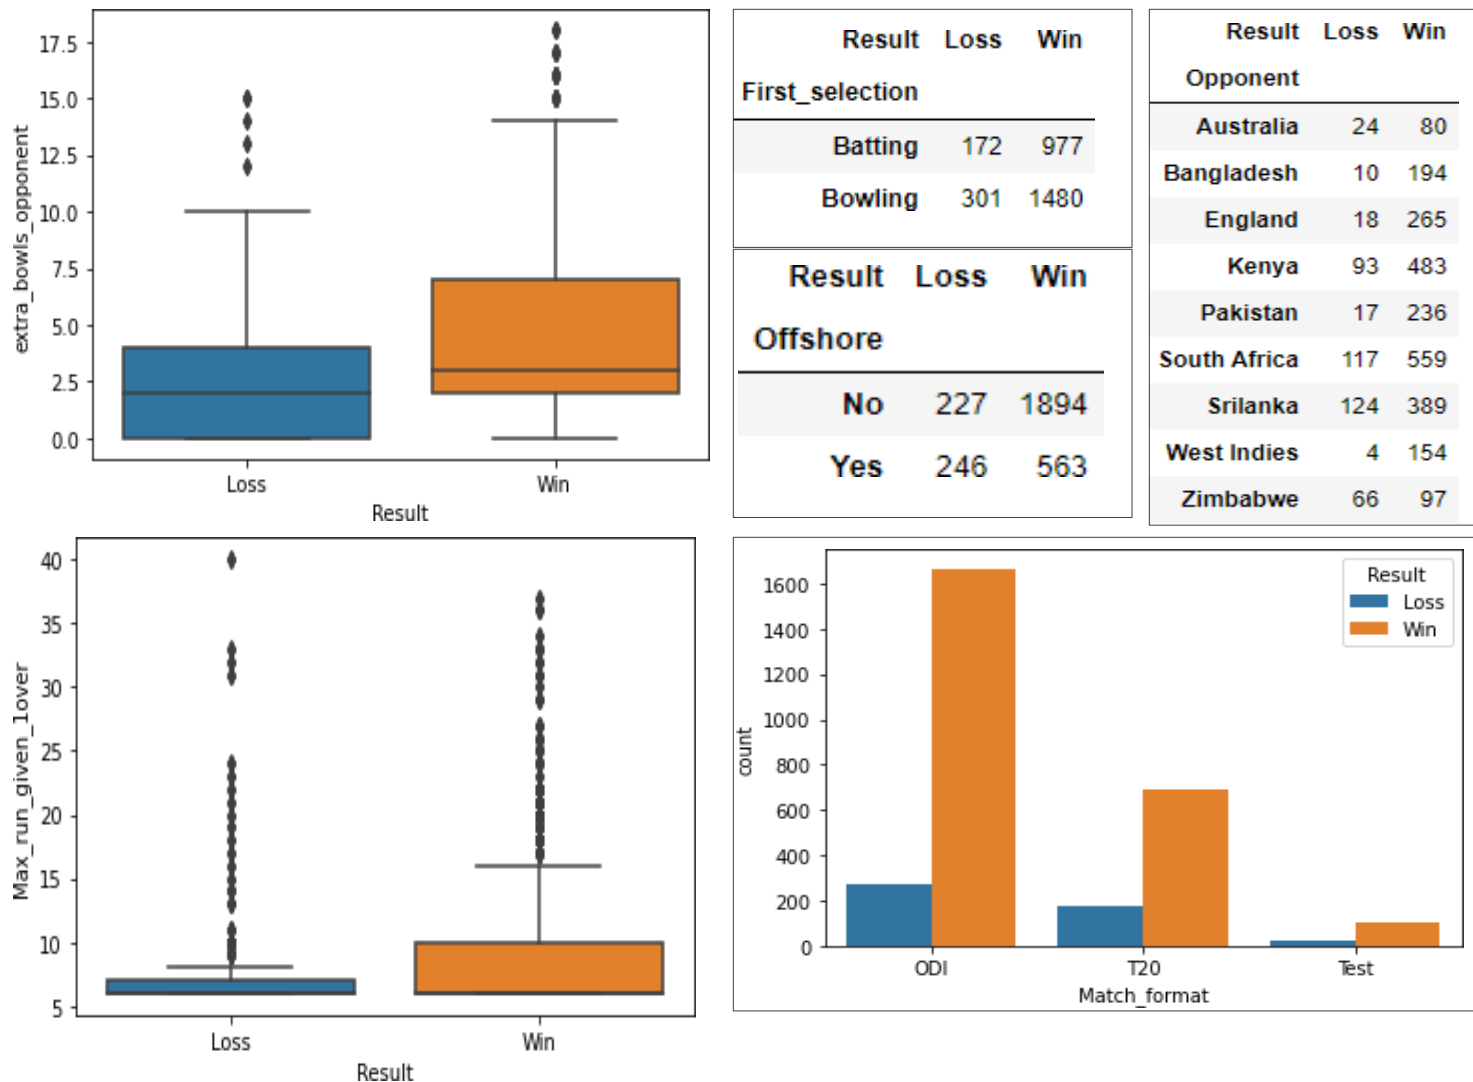 17.5
15.0
12.5
10.0
7.5
5.0
2.5
0.0
extra_bowls_opponent
Loss Win
Result
Result Loss Win
First_selection
Batting 172 977
Bowling 301 1480
Result Loss Win
Offshore
No 227 1894
Yes 246 563
Result Loss Win
Opponent
Australia 24 80
Bangladesh 10 194
England 18 265
Kenya 93 483
Pakistan 17 236
South Africa 117 559
Srilanka 124 389
West Indies 4 154
Zimbabwe 66 97
40
35
30
25
20
15
10
5
Max_run_given_1over
Loss Win
Result
1600
1400
1200
1000
800
600
400
200
0
count
Result
Loss
Win
ODI T20 Test
Match_format